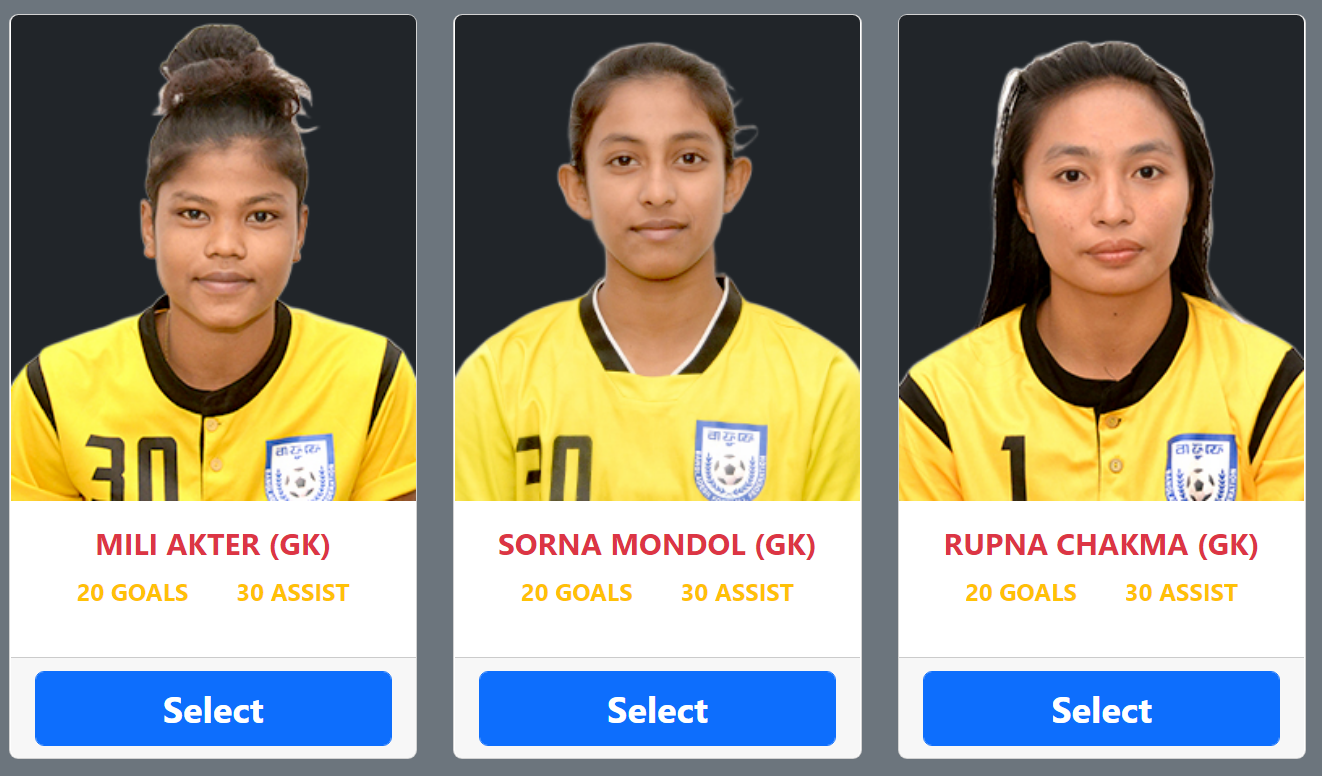 30
বাফুফে
30
বাফুফে
1
বাফুফে
MILI AKTER (GK)
20 GOALS 30 ASSIST
Select
SORNA MONDOL (GK)
20 GOALS 30 ASSIST
Select
RUPNA CHAKMA (GK)
20 GOALS 30 ASSIST
Select